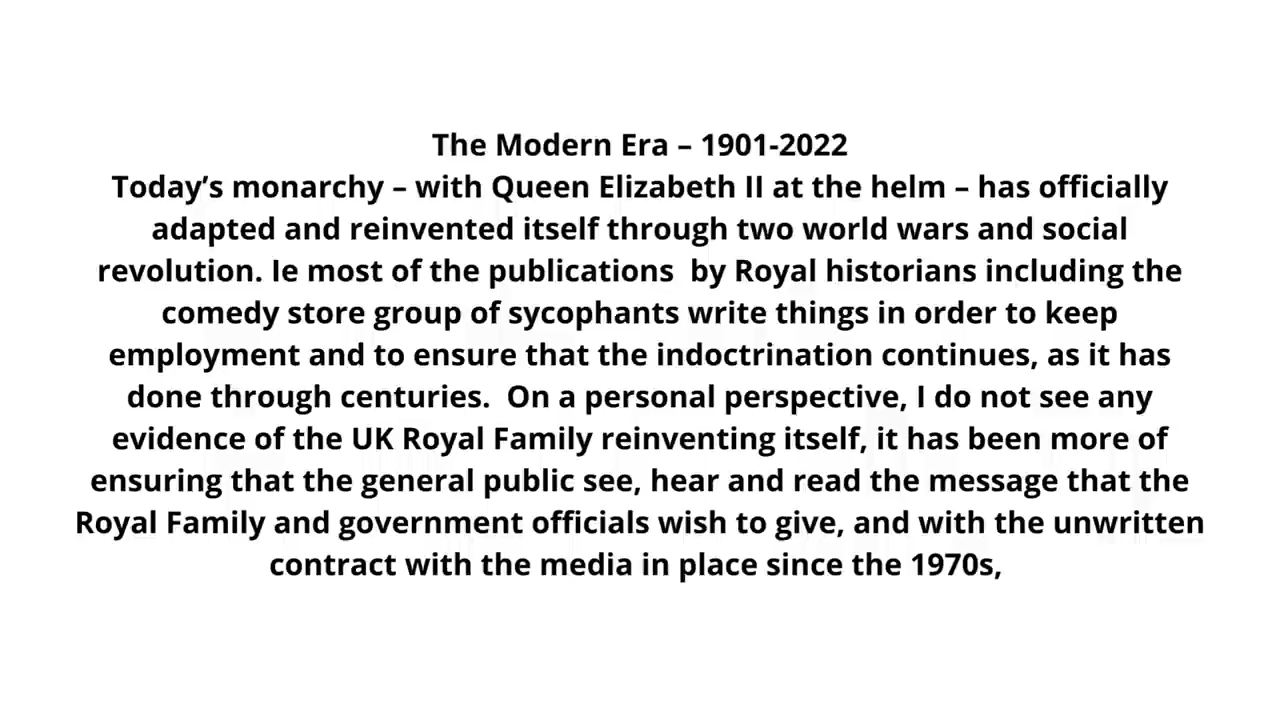 The Modern Era – 1901-2022
Today’s monarchy – with Queen Elizabeth II at the helm – has officially
adapted and reinvented itself through two world wars and social
revolution. Ie most of the publications  by Royal historians including the
comedy store group of sycophants write things in order to keep
employment and to ensure that the indoctrination continues, as it has
done through centuries.  On a personal perspective, I do not see any
evidence of the UK Royal Family reinventing itself, it has been more of
ensuring that the general public see, hear and read the message that the
Royal Family and government officials wish to give, and with the unwritten
contract with the media in place since the 1970s,